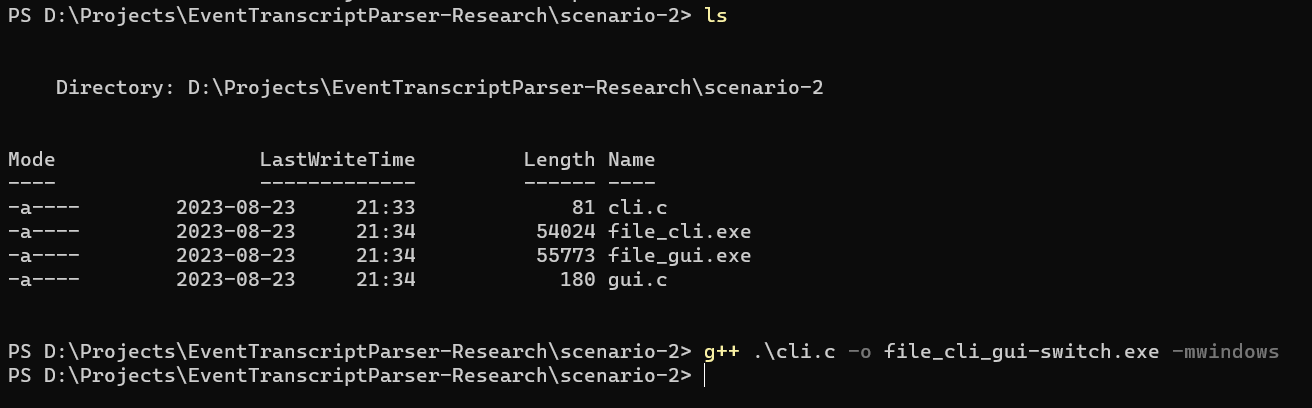 PS D:\Projects\EventTranscriptParser-Research\scenario-2> ls
Directory: D:\Projects\EventTranscriptParser-Research\scenario-2
Mode LastWriteTime Length Name
---- ------------- ------ ----
-a---- 2023-08-23 21:33 81 cli.c
-a---- 2023-08-23 21:34 54024 file_cli.exe
-a---- 2023-08-23 21:34 55773 file_gui.exe
-a---- 2023-08-23 21:34 180 gui.c
PS D:\Projects\EventTranscriptParser-Research\scenario-2> g++ .\cli.c -o file_cli_gui-switch.exe -mwindows
PS D:\Projects\EventTranscriptParser-Research\scenario-2>